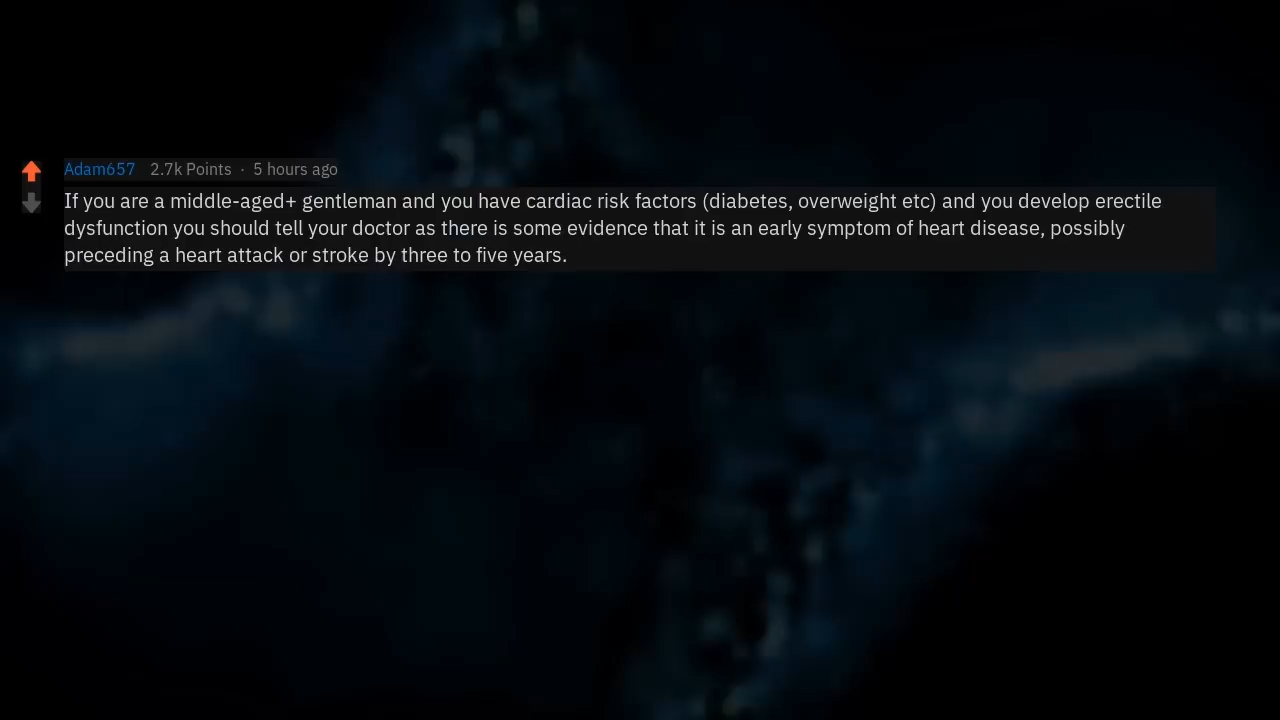 Adam657 2.7k Points · 5 hours ago
If you are a middle-aged+ gentleman and you have cardiac risk factors (diabetes, overweight etc) and you develop erectile
dysfunction you should tell your doctor as there is some evidence that it is an early symptom of heart disease, possibly
preceding a heart attack or stroke by three to five years.